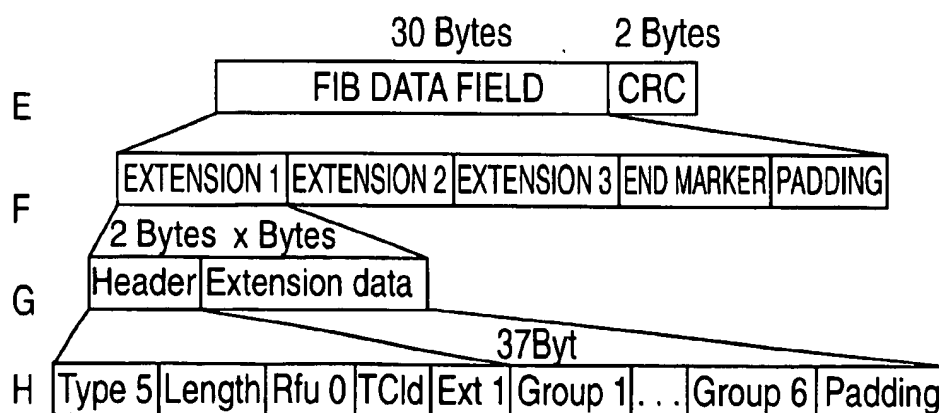 30 Bytes 2 Bytes
E FIB DATA FIELD CRC
F EXTENSION 1 EXTENSION 2 EXTENSION 3 END MARKER PADDING
2 Bytes x Bytes
G Header Extension data
37Byt
H Type 5 Length Rfu 0 TCId Ext 1 Group 1 ... Group 6 Padding